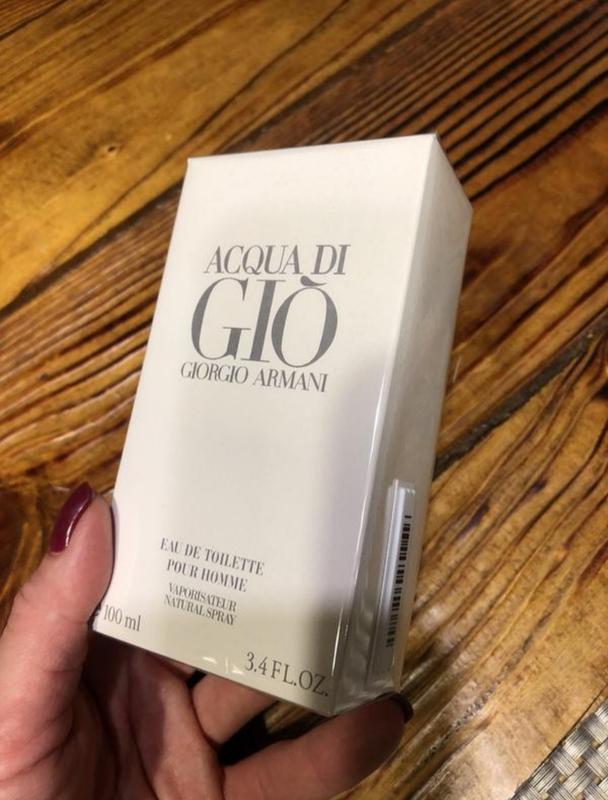 ACQUA DI
GIÒ
GIORGIO ARMANI
EAU DE TOILETTE
POUR HOMME
VAPORISATEUR
NATURAL SPRAY
100 ml
3.4 FL.OZ.